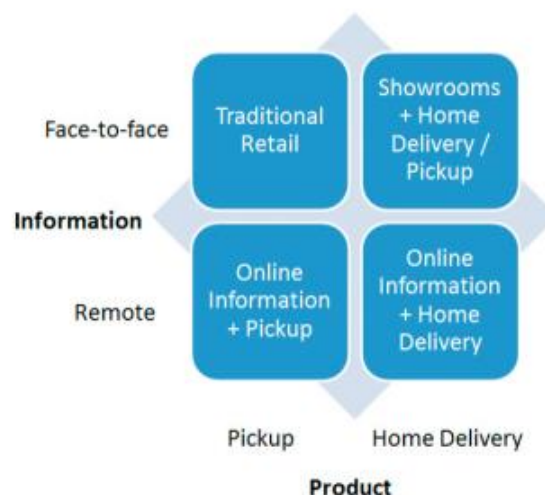 Face-to-face
Traditional
Retail
Showrooms
+ Home
Delivery /
Pickup
Information
Remote
Online
Information
+ Pickup
Online
Information
+ Home
Delivery
Pickup
Home Delivery
Product